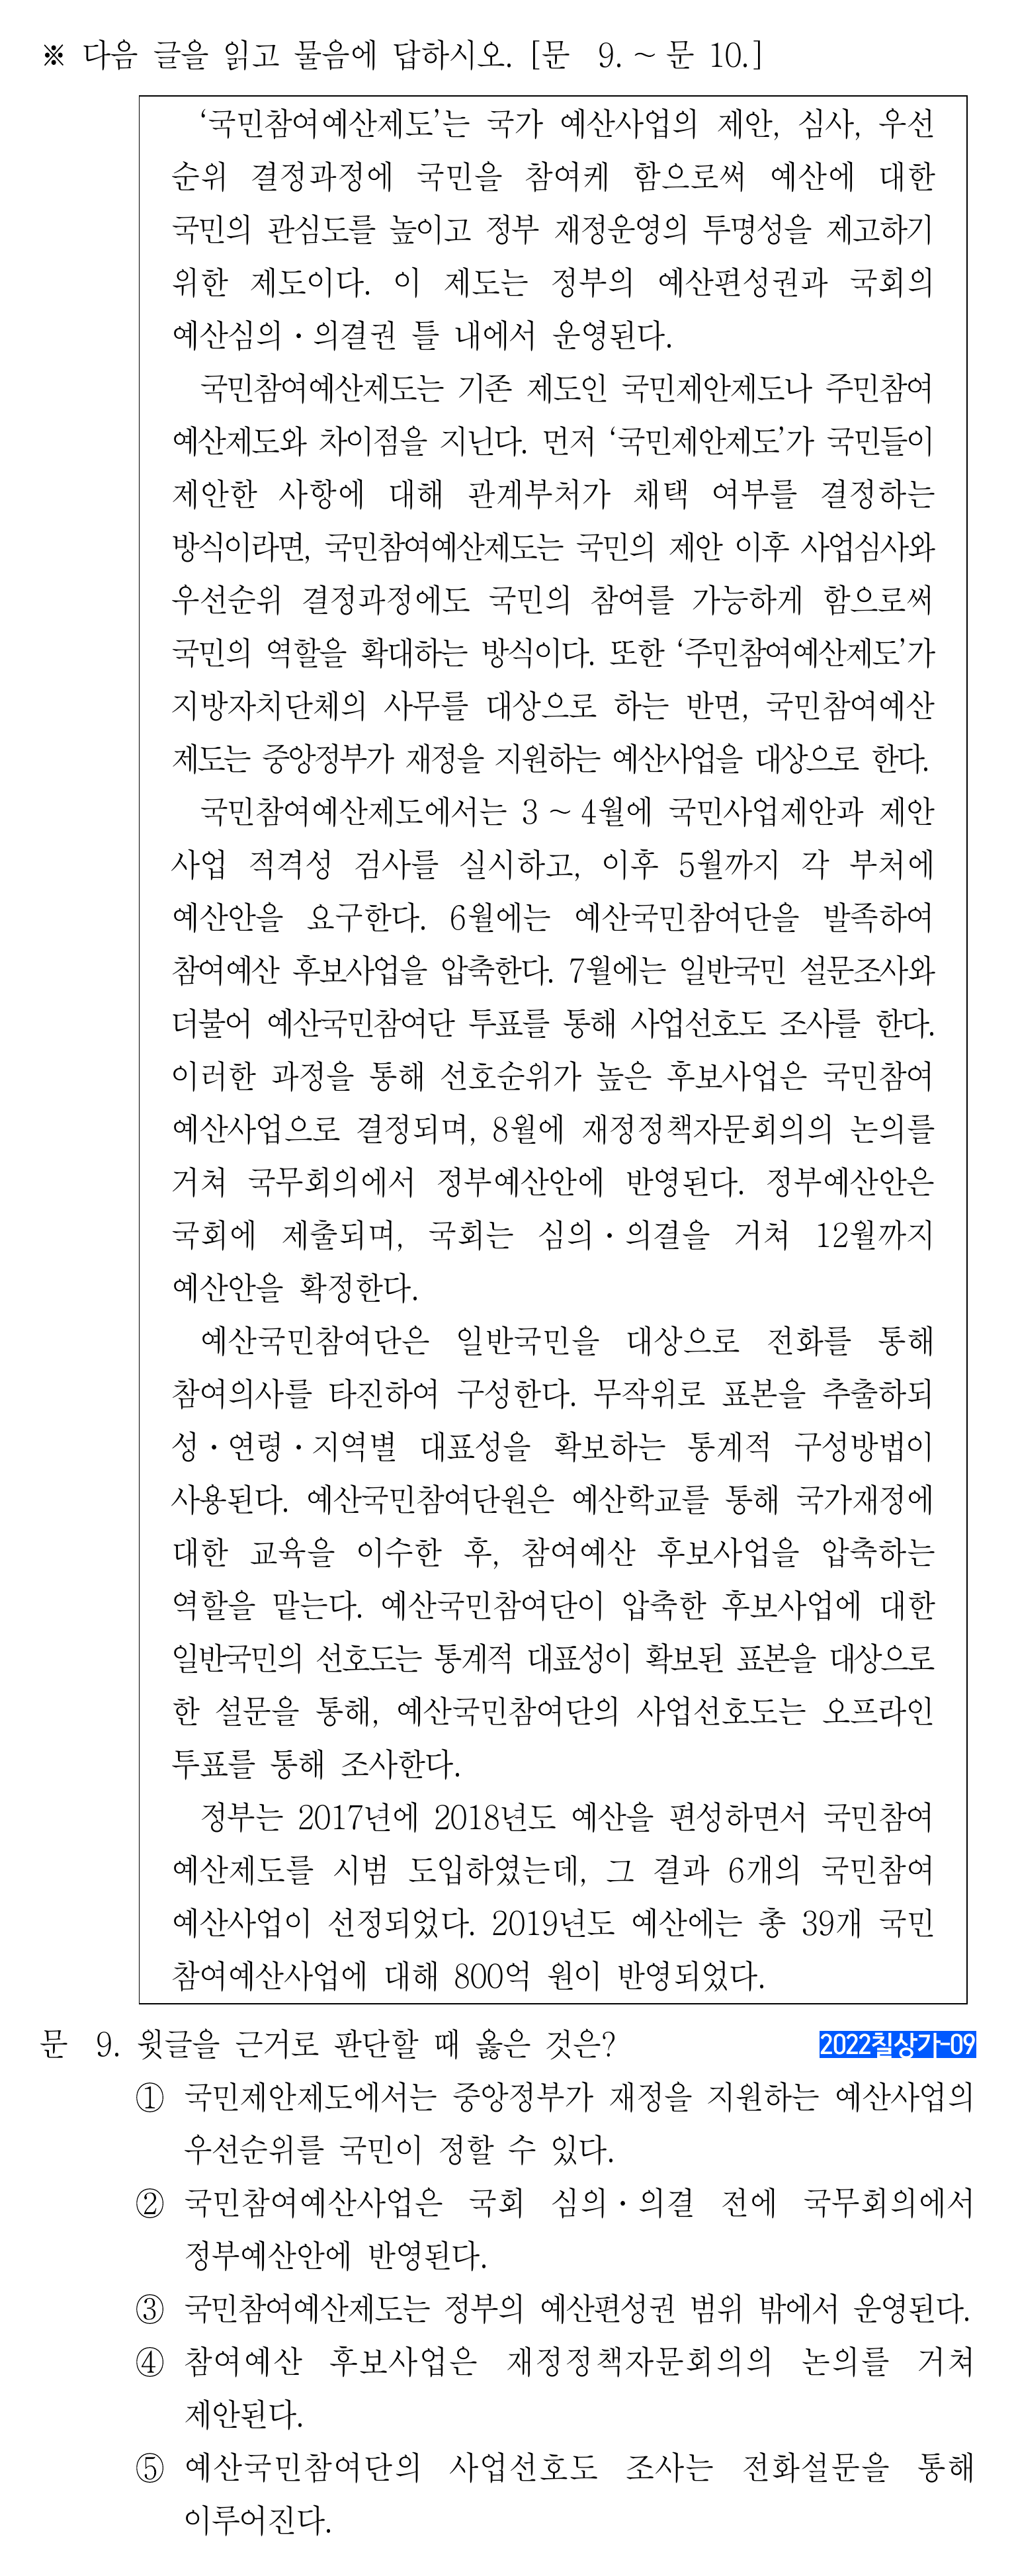 ※ 다음 글을 읽고 물음에 답하시오. [문 9. ~ 문 10.]
‘국민참여예산제도’는 국가 예산사업의 제안, 심사, 우선
순위 결정과정에 국민을 참여케 함으로써 예산에 대한
국민의 관심도를 높이고 정부 재정운영의 투명성을 제고하기
위한 제도이다. 이 제도는 정부의 예산편성권과 국회의
예산심의·의결권 틀 내에서 운영된다.
국민참여예산제도는 기존 제도인 국민제안제도나 주민참여
예산제도와 차이점을 지닌다. 먼저 ‘국민제안제도’가 국민들이
제안한 사항에 대해 관계부처가 채택 여부를 결정하는
방식이라면, 국민참여예산제도는 국민의 제안 이후 사업심사와
우선순위 결정과정에도 국민의 참여를 가능하게 함으로써
국민의 역할을 확대하는 방식이다. 또한 ‘주민참여예산제도’가
지방자치단체의 사무를 대상으로 하는 반면, 국민참여예산
제도는 중앙정부가 재정을 지원하는 예산사업을 대상으로 한다.
국민참여예산제도에서는 3 ~ 4월에 국민사업제안과 제안
사업 적격성 검사를 실시하고, 이후 5월까지 각 부처에
예산안을 요구한다. 6월에는 예산국민참여단을 발족하여
참여예산 후보사업을 압축한다. 7월에는 일반국민 설문조사와
더불어 예산국민참여단 투표를 통해 사업선호도 조사를 한다.
이러한 과정을 통해 선호순위가 높은 후보사업은 국민참여
예산사업으로 결정되며, 8월에 재정정책자문회의의 논의를
거쳐 국무회의에서 정부예산안에 반영된다. 정부예산안은
국회에 제출되며, 국회는 심의·의결을 거쳐 12월까지
예산안을 확정한다.
예산국민참여단은 일반국민을 대상으로 전화를 통해
참여의사를 타진하여 구성한다. 무작위로 표본을 추출하되
성·연령·지역별 대표성을 확보하는 통계적 구성방법이
사용된다. 예산국민참여단원은 예산학교를 통해 국가재정에
대한 교육을 이수한 후, 참여예산 후보사업을 압축하는
역할을 맡는다. 예산국민참여단이 압축한 후보사업에 대한
일반국민의 선호도는 통계적 대표성이 확보된 표본을 대상으로
한 설문을 통해, 예산국민참여단의 사업선호도는 오프라인
투표를 통해 조사한다.
정부는 2017년에 2018년도 예산을 편성하면서 국민참여
예산제도를 시범 도입하였는데, 그 결과 6개의 국민참여
예산사업이 선정되었다. 2019년도 예산에는 총 39개 국민
참여예산사업에 대해 800억 원이 반영되었다.
문 9. 윗글을 근거로 판단할 때 옳은 것은? 2022칠상가-09
① 국민제안제도에서는 중앙정부가 재정을 지원하는 예산사업의
우선순위를 국민이 정할 수 있다.
② 국민참여예산사업은 국회 심의·의결 전에 국무회의에서
정부예산안에 반영된다.
③ 국민참여예산제도는 정부의 예산편성권 범위 밖에서 운영된다.
④ 참여예산 후보사업은 재정정책자문회의의 논의를 거쳐
제안된다.
⑤ 예산국민참여단의 사업선호도 조사는 전화설문을 통해
이루어진다.